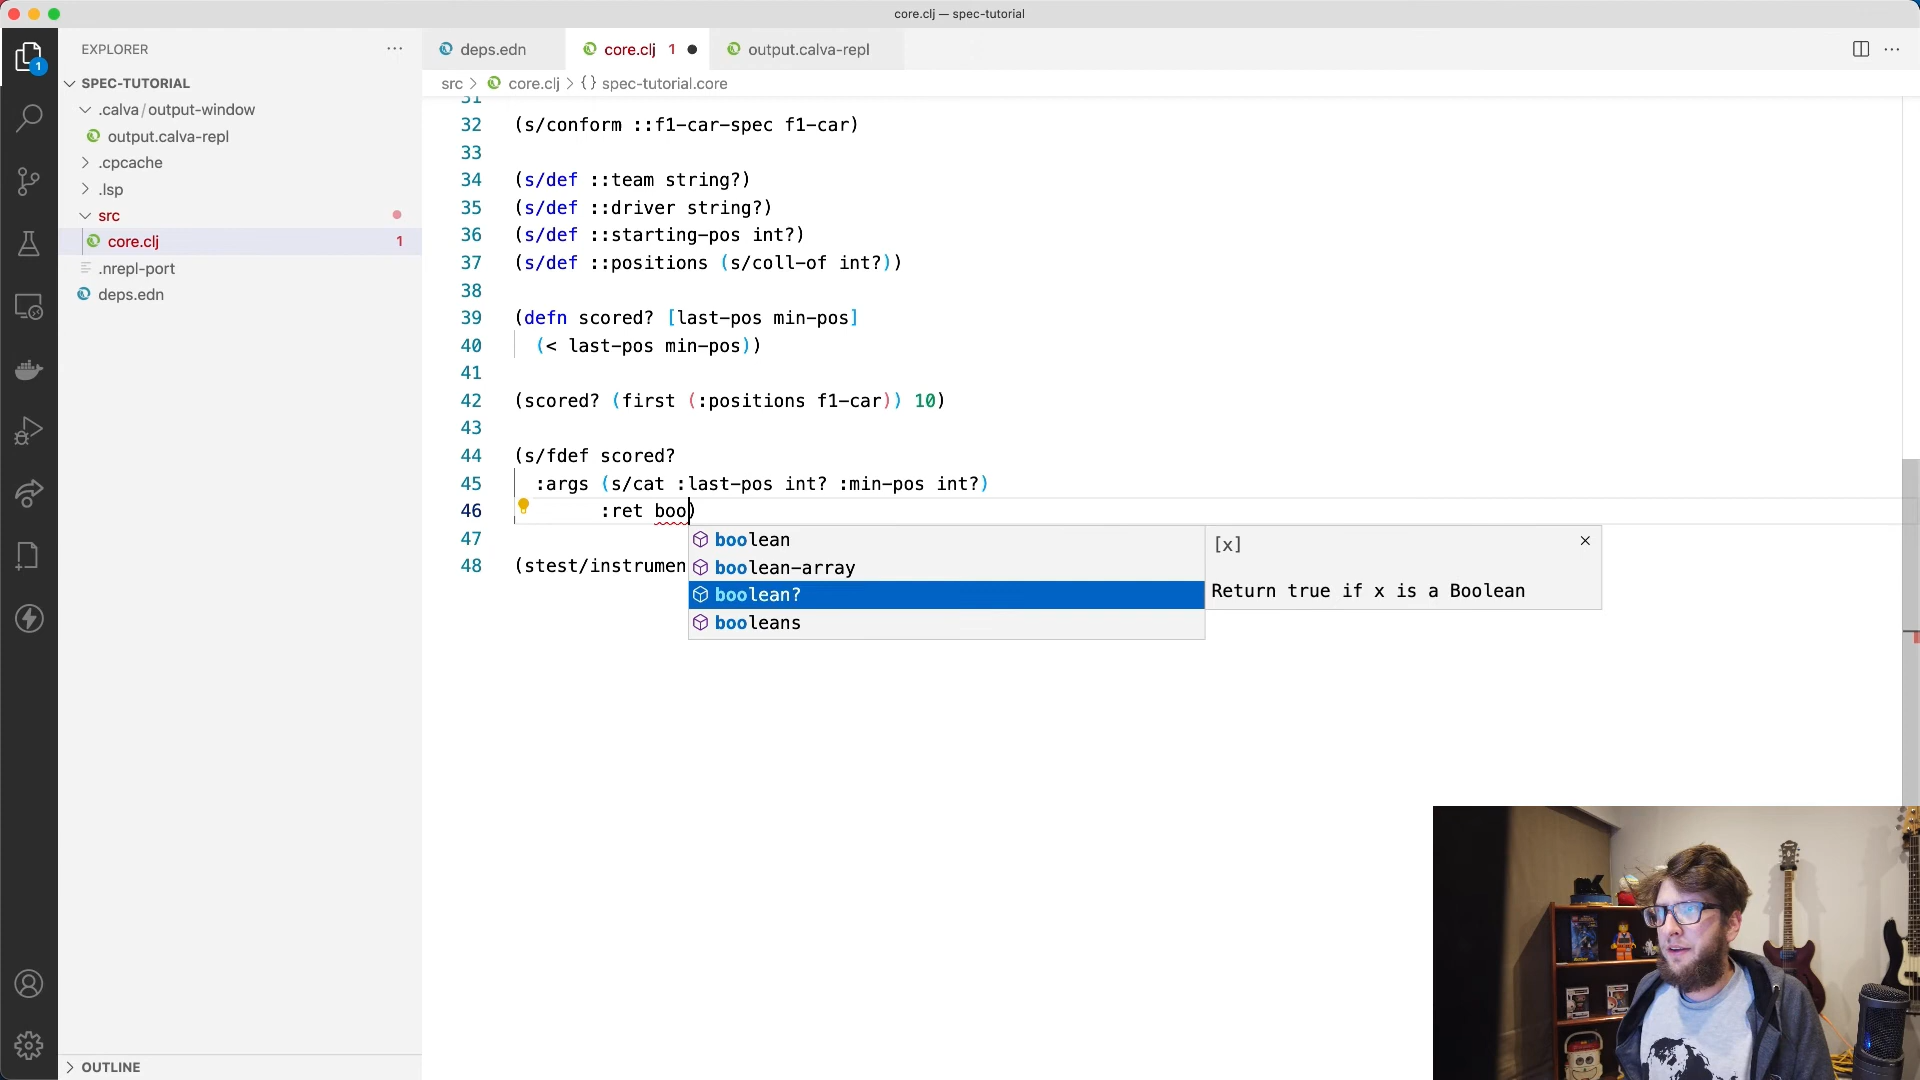 core.clj — spec-tutorial
EXPLORER
deps.edn
core.clj 1
output.calva-repl
SPEC-TUTORIAL
src > core.clj > {} spec-tutorial.core
.calva/output-window
output.calva-repl
.cpcache
.lsp
src
core.clj 1
.nrepl-port
deps.edn
OUTLINE
1
31
32 (s/conform ::f1-car-spec f1-car)
33
34 (s/def ::team string?)
35 (s/def ::driver string?)
36 (s/def ::starting-pos int?)
37 (s/def ::positions (s/coll-of int?))
38
39 (defn scored? [last-pos min-pos]
40 (< last-pos min-pos))
41
42 (scored? (first (:positions f1-car)) 10)
43
44 (s/fdef scored?
45 :args (s/cat :last-pos int? :min-pos int?)
46 :ret boo)
47
48 (stest/instrumen
boolean
boolean-array
boolean?
booleans
[x]
Return true if x is a Boolean